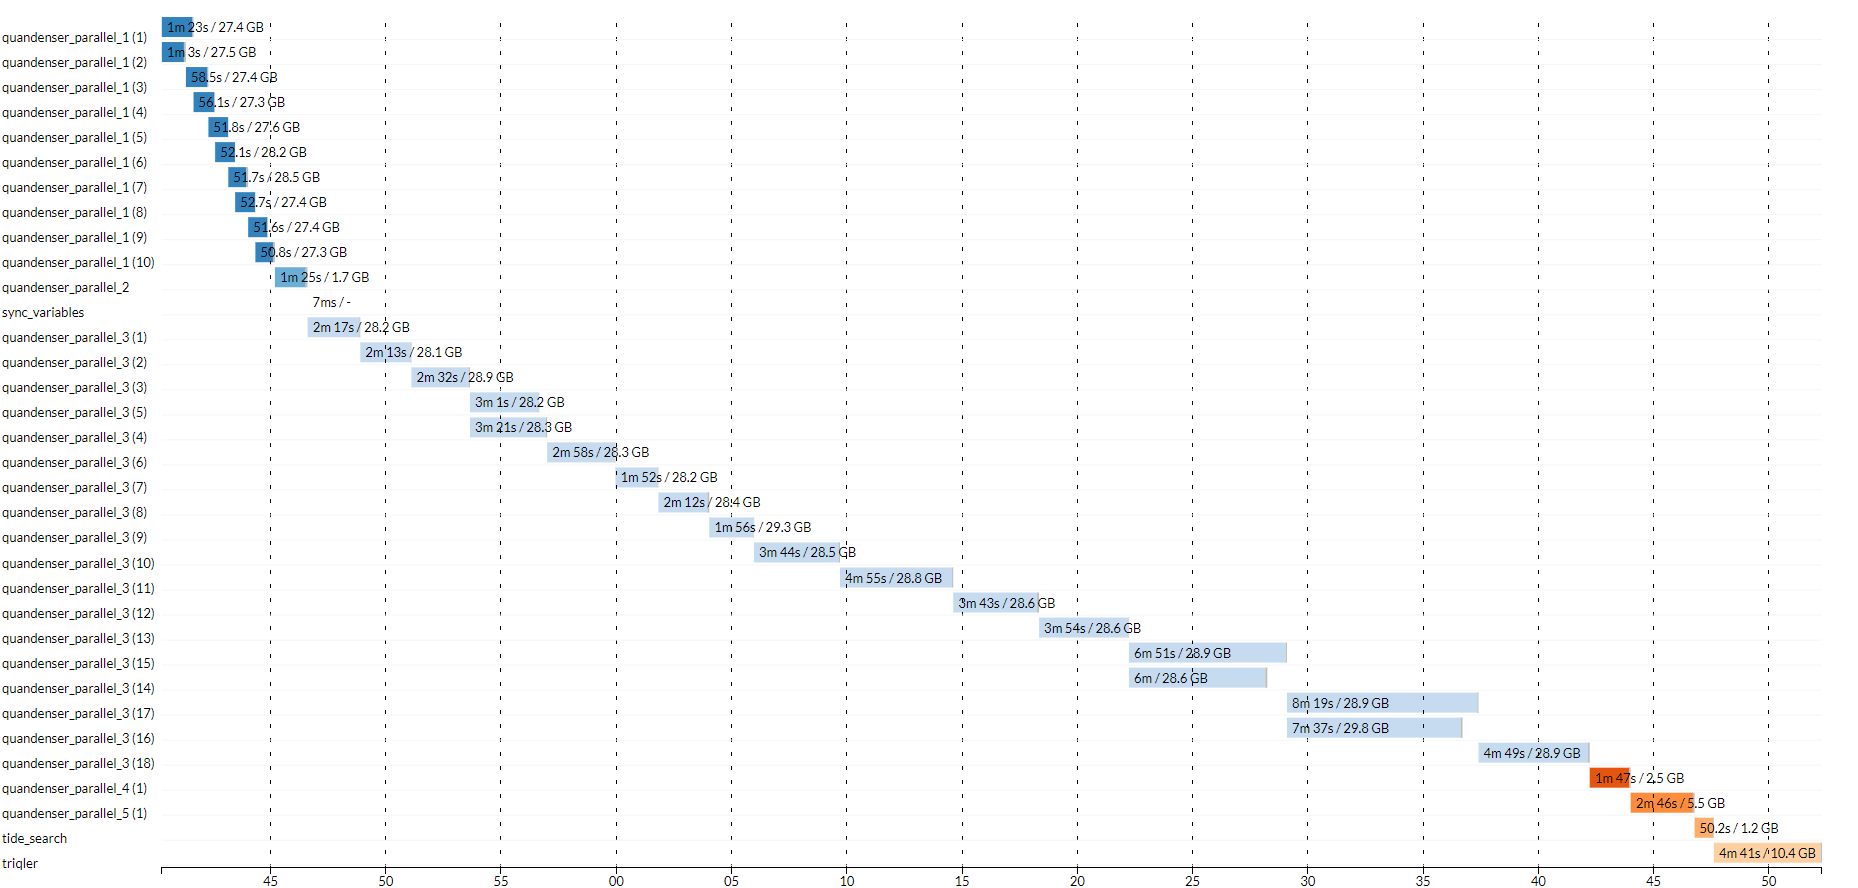 1m 23s / 27.4 GB
quandenser_parallel_1 (1)
1m 3s / 27.5 GB
quandenser_parallel_1 (2)
58.5s / 27.4 GB
quandenser_parallel_1 (3)
56.1s / 27.3 GB
quandenser_parallel_1 (4)
51.8s / 27.6 GB
quandenser_parallel_1 (5)
52.1s / 28.2 GB
quandenser_parallel_1 (6)
51.7s / 28.5 GB
quandenser_parallel_1 (7)
52.7s / 27.4 GB
quandenser_parallel_1 (8)
51.6s / 27.4 GB
quandenser_parallel_1 (9)
50.8s / 27.3 GB
quandenser_parallel_1 (10)
1m 25s / 1.7 GB
quandenser_parallel_2
7ms / -
sync_variables
2m 17s / 28.2 GB
quandenser_parallel_3 (1)
2m 13s / 28.1 GB
quandenser_parallel_3 (2)
2m 32s / 28.9 GB
quandenser_parallel_3 (3)
3m 1s / 28.2 GB
quandenser_parallel_3 (5)
3m 21s / 28.3 GB
quandenser_parallel_3 (4)
2m 58s / 28.3 GB
quandenser_parallel_3 (6)
1m 52s / 28.2 GB
quandenser_parallel_3 (7)
2m 12s / 28.4 GB
quandenser_parallel_3 (8)
1m 56s / 29.3 GB
quandenser_parallel_3 (9)
3m 44s / 28.5 GB
quandenser_parallel_3 (10)
4m 55s / 28.8 GB
quandenser_parallel_3 (11)
3m 43s / 28.6 GB
quandenser_parallel_3 (12)
3m 54s / 28.6 GB
quandenser_parallel_3 (13)
6m 51s / 28.9 GB
quandenser_parallel_3 (15)
6m / 28.6 GB
quandenser_parallel_3 (14)
8m 19s / 28.9 GB
quandenser_parallel_3 (17)
7m 37s / 29.8 GB
quandenser_parallel_3 (16)
4m 49s / 28.9 GB
quandenser_parallel_3 (18)
1m 47s / 2.5 GB
quandenser_parallel_4 (1)
2m 46s / 5.5 GB
quandenser_parallel_5 (1)
50.2s / 1.2 GB
tide_search
4m 41s / 10.4 GB
triqler
45 50 55 00 05 10 15 20 25 30 35 40 45 50